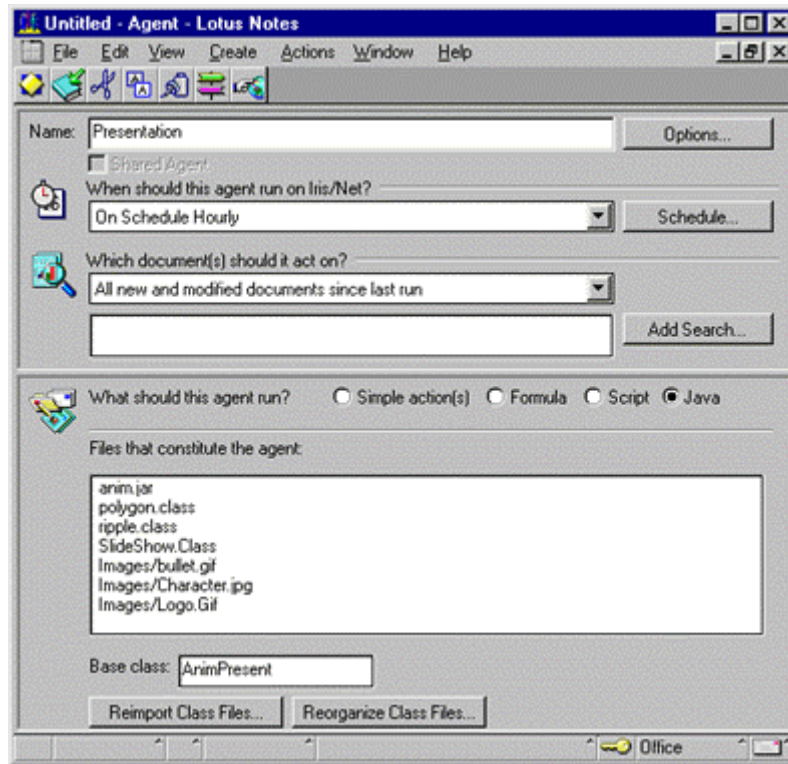 Untitled - Agent - Lotus Notes
File Edit View Create Actions Window Help
Name: Presentation Options...
Shared Agent
When should this agent run on Iris/Net?
On Schedule Hourly Schedule...
Which document(s) should it act on?
All new and modified documents since last run
Add Search...
What should this agent run? Simple action(s) Formula Script Java
Files that constitute the agent:
anim.jar
polygon.class
ripple.class
SlideShow.Class
Images/bullet.gif
Images/Character.jpg
Images/Logo.Gif
Base class: AnimPresent
Reimport Class Files... Reorganize Class Files...
Office